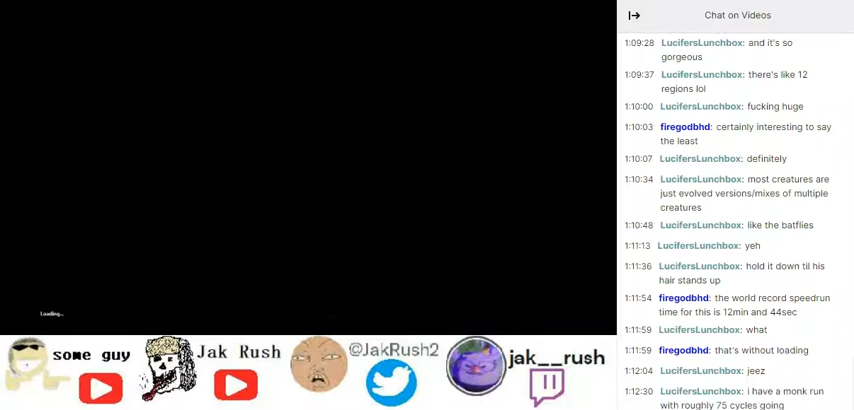 Loading...
some guy
Jak Rush
@JakRush2
jak__rush
Chat on Videos
1:09:28 LucifersLunchbox: and it's so
gorgeous
1:09:37 LucifersLunchbox: there's like 12
regions lol
1:10:00 LucifersLunchbox: fucking huge
1:10:03 firegodbhd: certainly interesting to say
the least
1:10:07 LucifersLunchbox: definitely
1:10:34 LucifersLunchbox: most creatures are
just evolved versions/mixes of multiple
creatures
1:10:48 LucifersLunchbox: like the batflies
1:11:13 LucifersLunchbox: yeh
1:11:36 LucifersLunchbox: hold it down til his
hair stands up
1:11:54 firegodbhd: the world record speedrun
time for this is 12min and 44sec
1:11:59 LucifersLunchbox: what
1:11:59 firegodbhd: that's without loading
1:12:04 LucifersLunchbox: jeez
1:12:30 LucifersLunchbox: i have a monk run
with roughly 75 cycles going